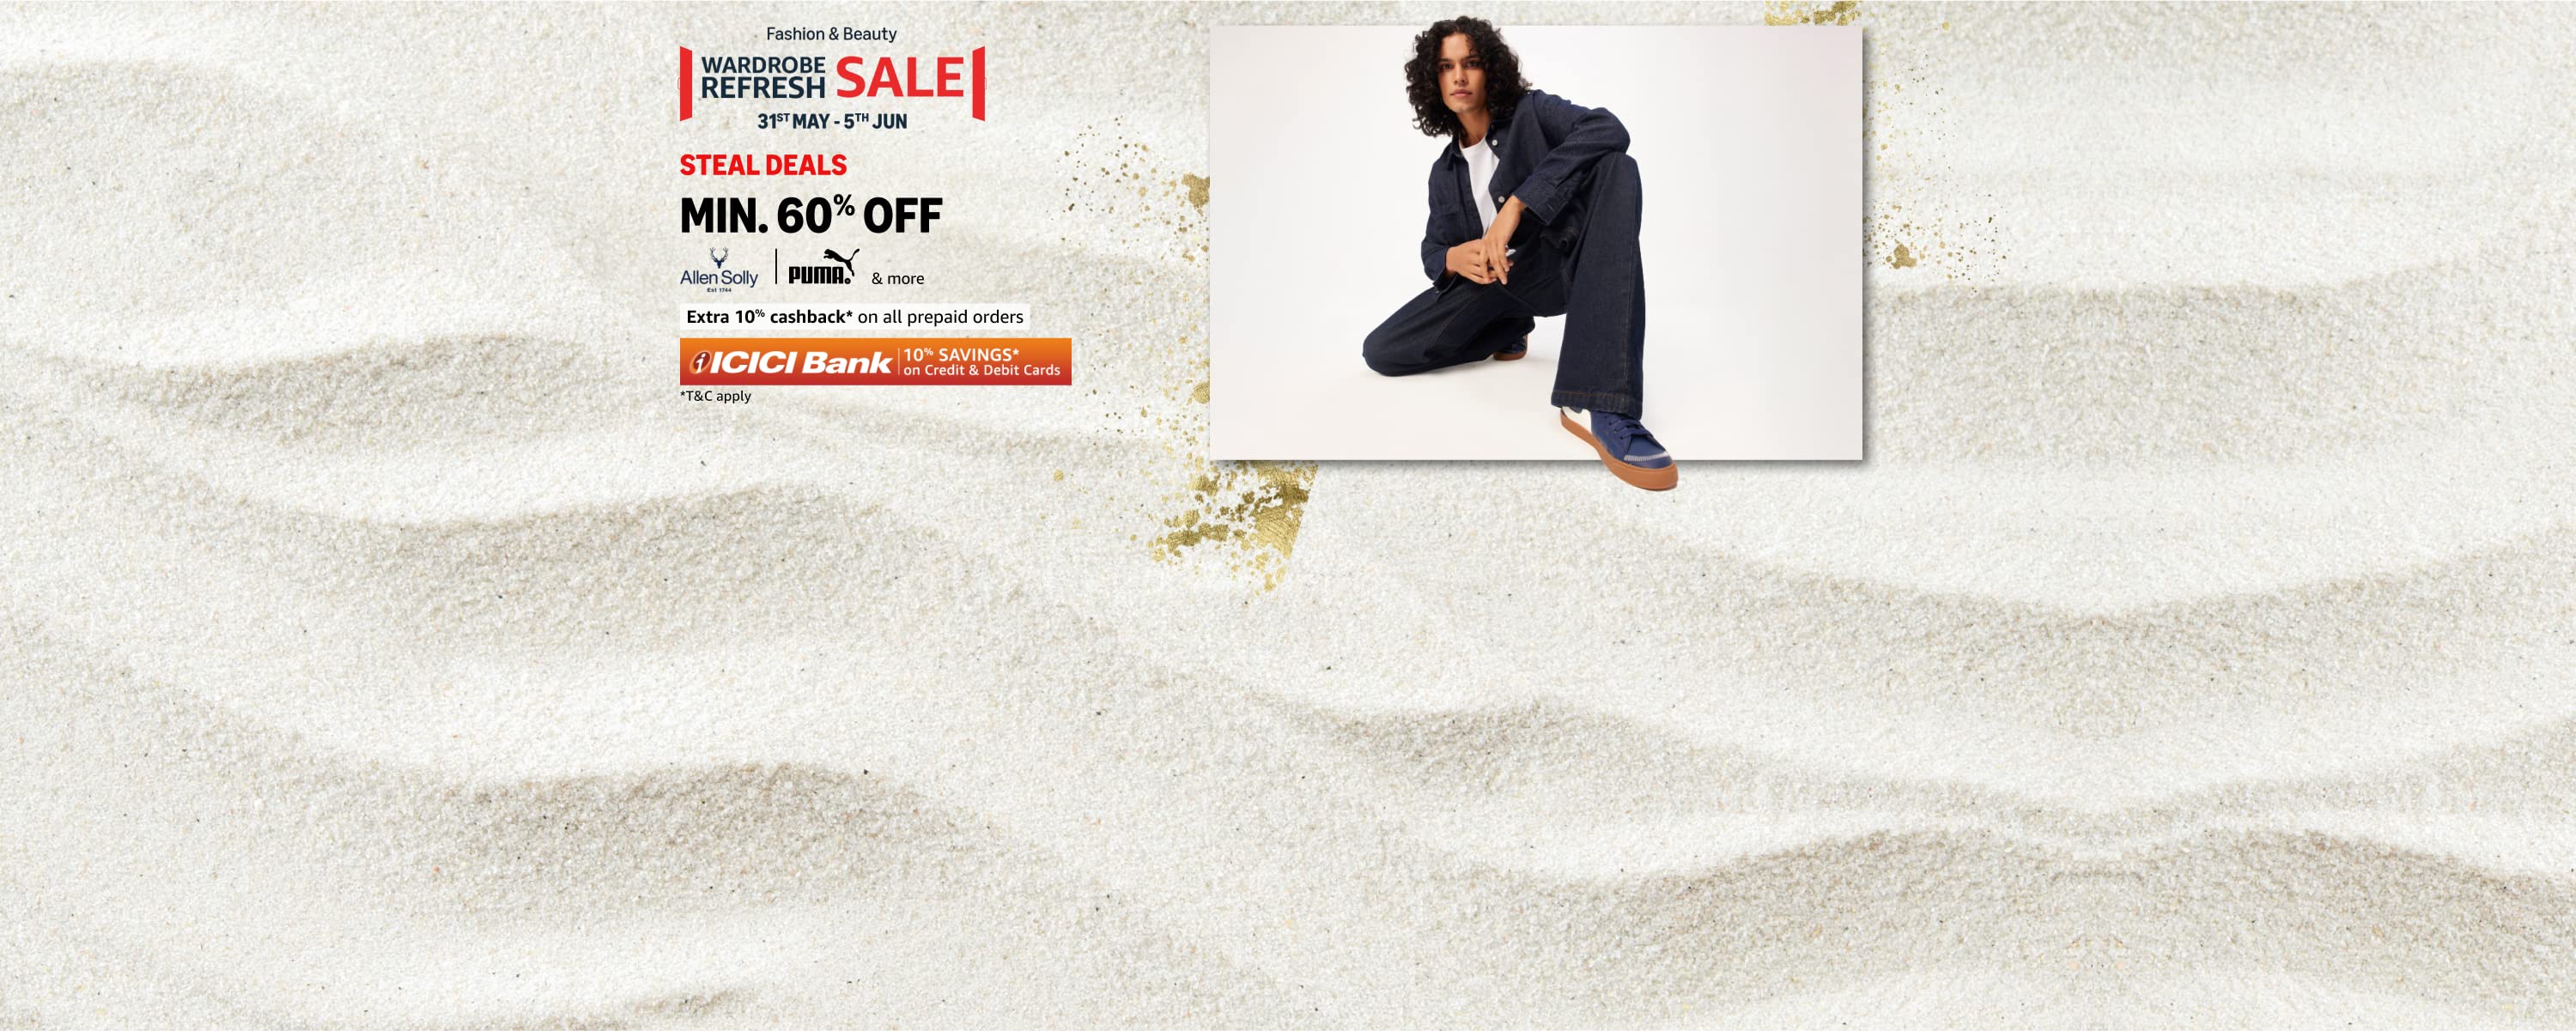 Fashion & Beauty
WARDROBE REFRESH SALE
31ST MAY - 5TH JUN
STEAL DEALS
MIN. 60% OFF
Allen Solly
Est 1744
PUMA
& more
Extra 10% cashback* on all prepaid orders
ICICI Bank
10% SAVINGS*
on Credit & Debit Cards
*T&C apply